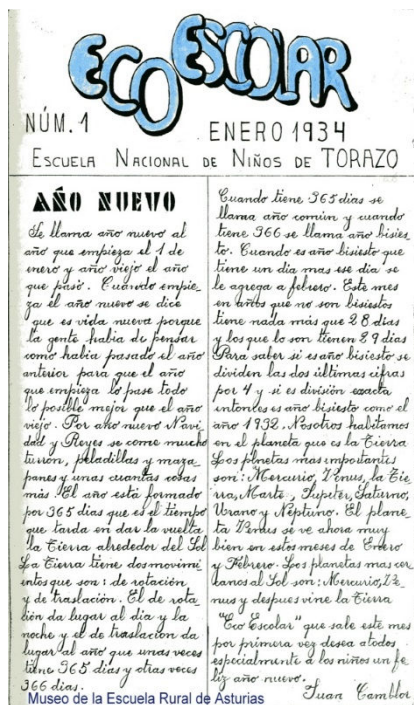 ECO ESCOLAR
NÚM. 1
ENERO 1934
ESCUELA NACIONAL DE NIÑOS DE TORAZO
AÑO NUEVO
Se llama año nuevo al
año que empieza el 1 de
enero y año viejo el año
que pasó. Cuando empie-
za el año nuevo se dice
que es vida nueva porque
la gente habia de pensar
como habia pasado el año
anterior para que el año
que empieza lo pase todo
lo posible mejor que el año
viejo. Por año nuevo Navi
dad y Reyes se come mucho
turrón, peladillas y maza
panes y unas cuantas cosas
más. El año está formado
por 365 dias que es el tiempo
que tarda en dar la vuelta
la Tierra alrededor del Sol
La Tierra tiene dos movimi
entos que son: de rotación
y de traslación. El de rota
ción da lugar al dia y la
noche y el de traslación da
lugar al año que unas veces
tiene 365 dias y otras veces
366 dias.
Cuando tiene 365 dias se
llama año común y cuando
tiene 366 se llama año bisies
to. Cuando es año bisiesto que
tiene un dia mas ese dia se
le agrega a febrero. Este mes
en años que no son bisiestos
tiene nada más que 28 dias
y los que lo son tienen 29 dias
Para saber si es año bisiesto se
dividen las dos últimas cifras
por 4 y si es división exacta
entonces es año bisiesto como el
año 1932. Nosotros habitamos
en el planeta que es la Tierra
Los planetas mas importantes
son: Mercurio, Venus, la Tie
rra, Marte, Jupiter, Saturno,
Urano y Neptuno. El plane
ta Venus se ve ahora muy
bien en estos meses de Enero
y Febrero. Los planetas mas cer
canos al Sol son: Mercurio, Ve
nus y despues vine la Tierra
"Eco Escolar" que sale este mes
por primera vez desea a todos
especialmente a los niños un fe
liz año nuevo.
Juan Camblor
Museo de la Escuela Rural de Asturias